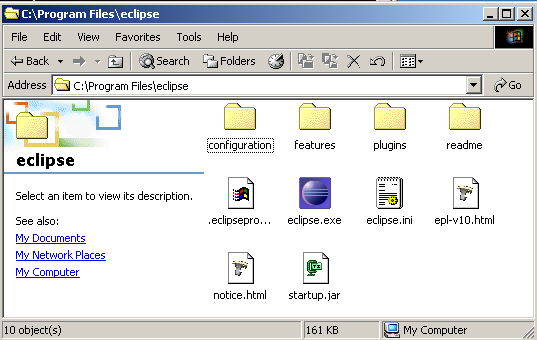 C:\Program Files\eclipse
File Edit View Favorites Tools Help
Back Search Folders
Address C:\Program Files\eclipse Go
eclipse
Select an item to view its description.
See also:
My Documents
My Network Places
My Computer
configuration features plugins readme
.eclipsepro... eclipse.exe eclipse.ini epl-v10.html
notice.html startup.jar
10 object(s) 161 KB My Computer